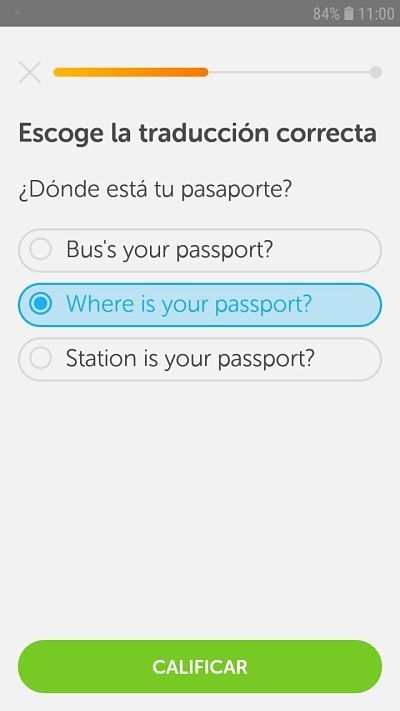 84% 11:00
Escoge la traducción correcta
¿Dónde está tu pasaporte?
Bus's your passport?
Where is your passport?
Station is your passport?
CALIFICAR